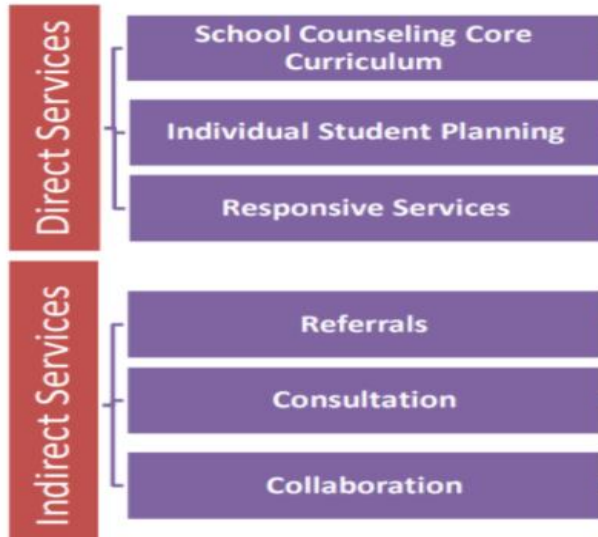 Direct Services
School Counseling Core
Curriculum
Individual Student Planning
Responsive Services
Indirect Services
Referrals
Consultation
Collaboration